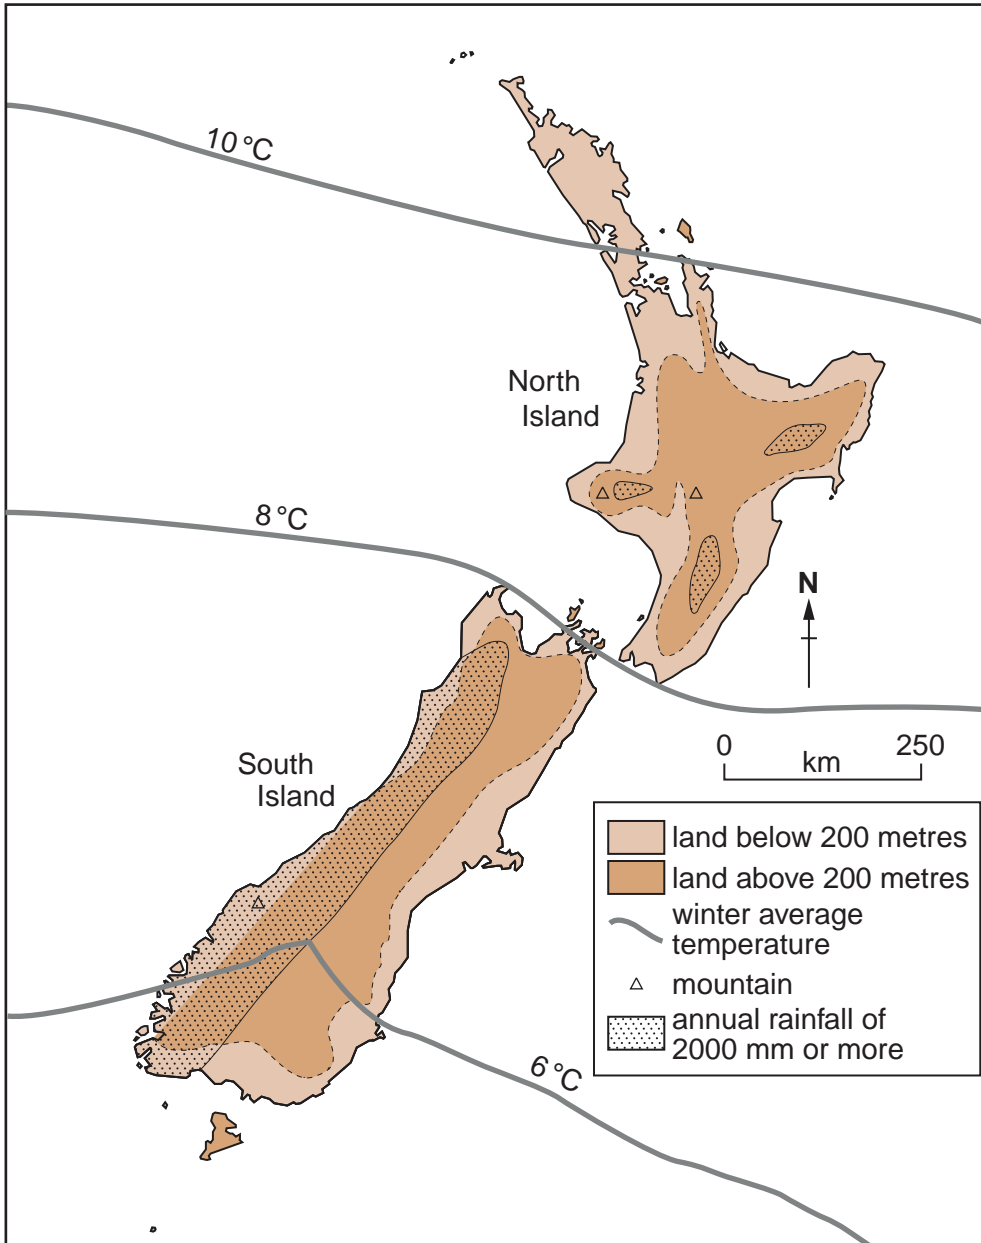 10 °C
North
Island
8 °C
N
0 250
km
South
Island
land below 200 metres
land above 200 metres
winter average
temperature
mountain
annual rainfall of
2000 mm or more
6 °C